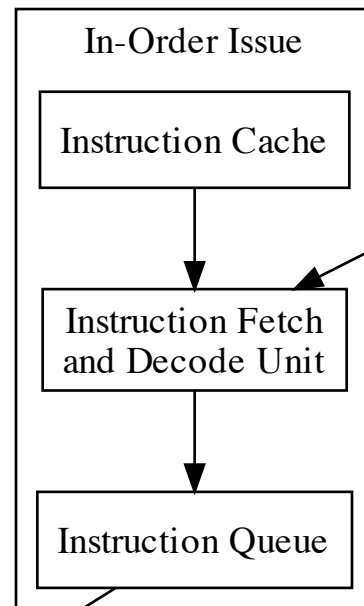 In-Order Issue
Instruction Cache
Instruction Fetch
and Decode Unit
Instruction Queue